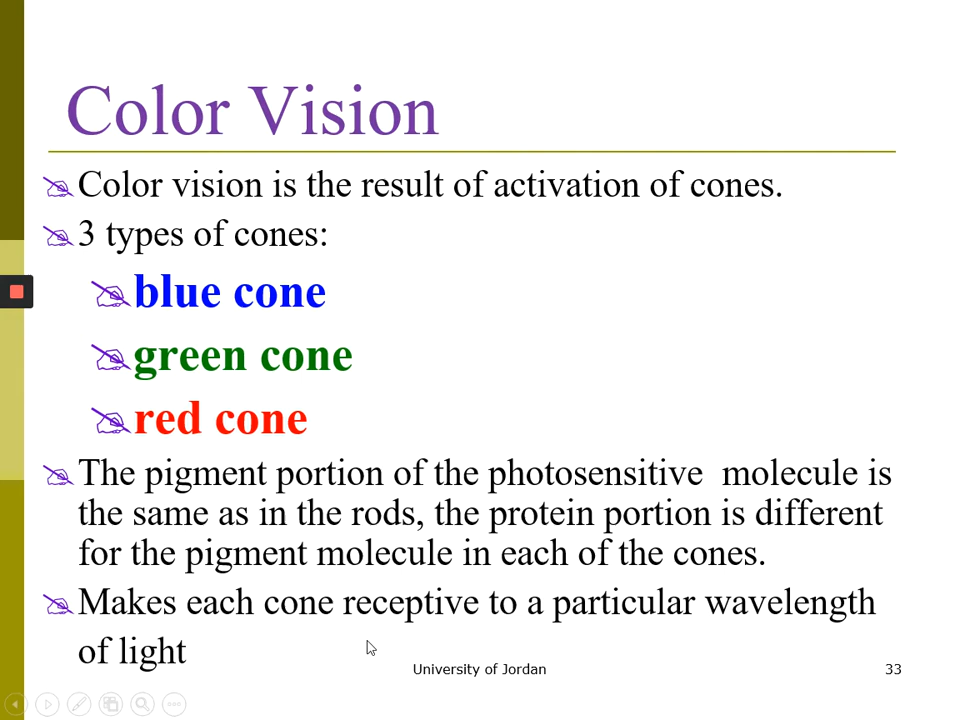 Color Vision
Color vision is the result of activation of cones.
3 types of cones:
blue cone
green cone
red cone
The pigment portion of the photosensitive molecule is
the same as in the rods, the protein portion is different
for the pigment molecule in each of the cones.
Makes each cone receptive to a particular wavelength
of light
University of Jordan
33